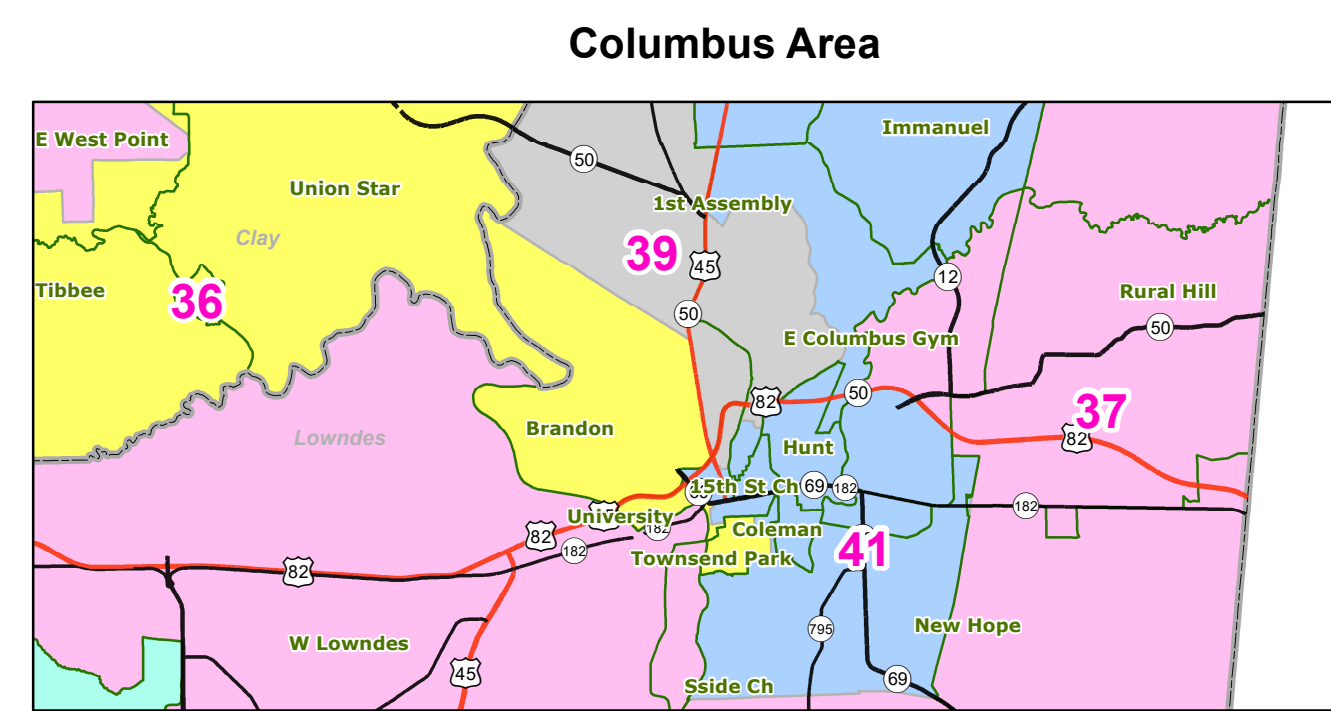 Columbus Area
Immanuel
E West Point
50
Union Star
1st Assembly
Clay
39
45
12
Tibbee
36
Rural Hill
50
50
E Columbus Gym
50
82
37
Brandon
Lowndes
82
Hunt
15th St Ch
69
182
182
University
182
Coleman
82
182
41
Townsend Park
82
795
New Hope
W Lowndes
45
Sside Ch
69